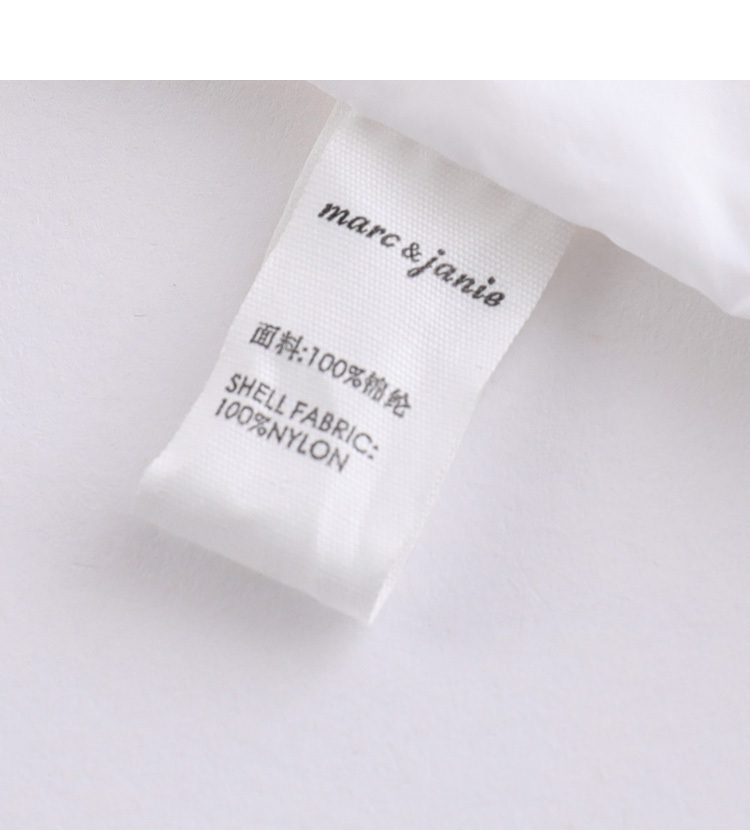 marc & janie
面料:100%锦纶
SHELL FABRIC:
100%NYLON